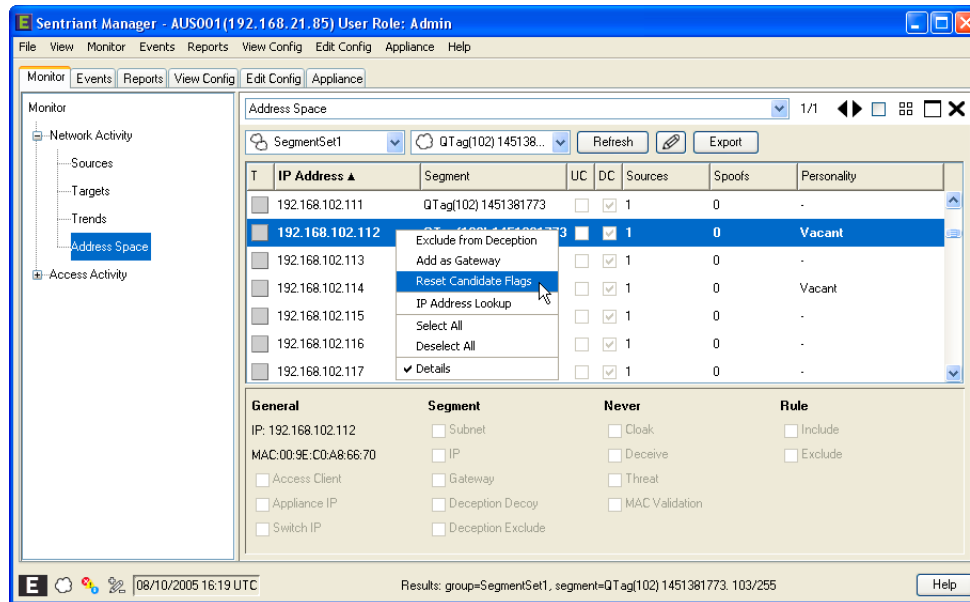 E Sentriant Manager - AUS001(192.168.21.85) User Role: Admin
File View Monitor Events Reports View Config Edit Config Appliance Help
Monitor Events Reports View Config Edit Config Appliance
Monitor
Network Activity
Sources
Targets
Trends
Address Space
Access Activity
Address Space 1/1
SegmentSet1 QTag(102) 145138... Refresh Export
T IP Address ▲ Segment UC DC Sources Spoofs Personality
192.168.102.111 QTag(102) 1451381773 1 0 -
192.168.102.112 QTag(102) 1451381773 1 0 Vacant
192.168.102.113 1 0 -
192.168.102.114 1 0 Vacant
192.168.102.115 1 0 -
192.168.102.116 1 0 -
192.168.102.117 1 0 -
Exclude from Deception
Add as Gateway
Reset Candidate Flags
IP Address Lookup
Select All
Deselect All
✔ Details
General Segment Never Rule
IP: 192.168.102.112 Subnet Cloak Include
MAC:00:9E:C0:A8:66:70 IP Deceive Exclude
Access Client Gateway Threat
Appliance IP Deception Decoy MAC Validation
Switch IP Deception Exclude
E 08/10/2005 16:19 UTC Results: group=SegmentSet1, segment=QTag(102) 1451381773. 103/255 Help